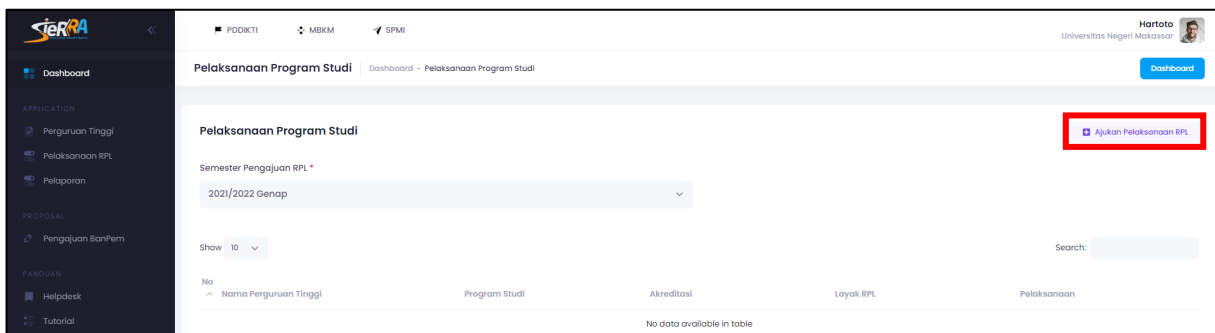 SIERRA
PDDIKTI
MBKM
SPMI
Hartoto
Universitas Negeri Makassar
Dashboard
Pelaksanaan Program Studi
Dashboard - Pelaksanaan Program Studi
Dashboard
APPLICATION
Perguruan Tinggi
Pelaksanaan RPL
Pelaporan
PROPOSAL
Pengajuan BanPem
PANDUAN
Helpdesk
Tutorial
Pelaksanaan Program Studi
Ajukan Pelaksanaan RPL
Semester Pengajuan RPL *
2021/2022 Genap
Show 10
Search:
No
Nama Perguruan Tinggi
Program Studi
Akreditasi
Layak RPL
Pelaksanaan
No data available in table